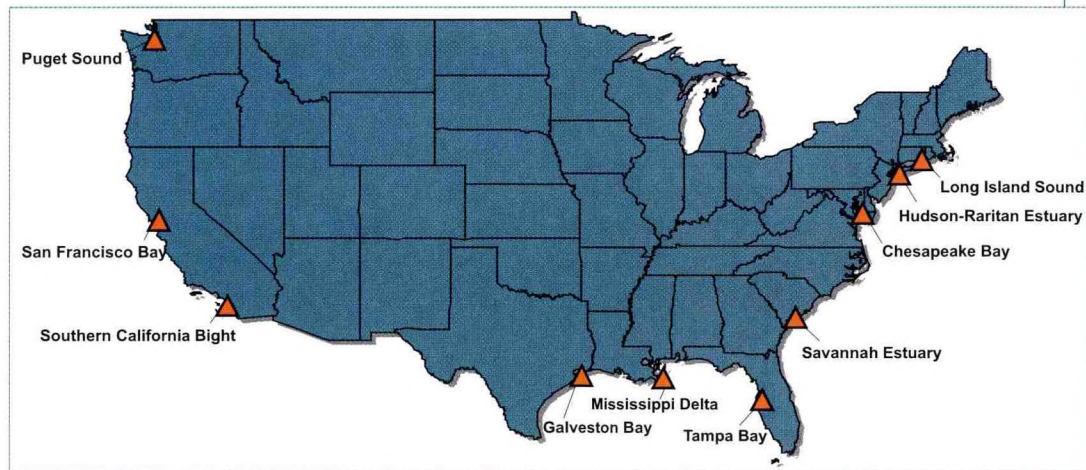 Puget Sound
Long Island Sound
Hudson-Raritan Estuary
San Francisco Bay
Chesapeake Bay
Southern California Bight
Savannah Estuary
Mississippi Delta
Galveston Bay
Tampa Bay